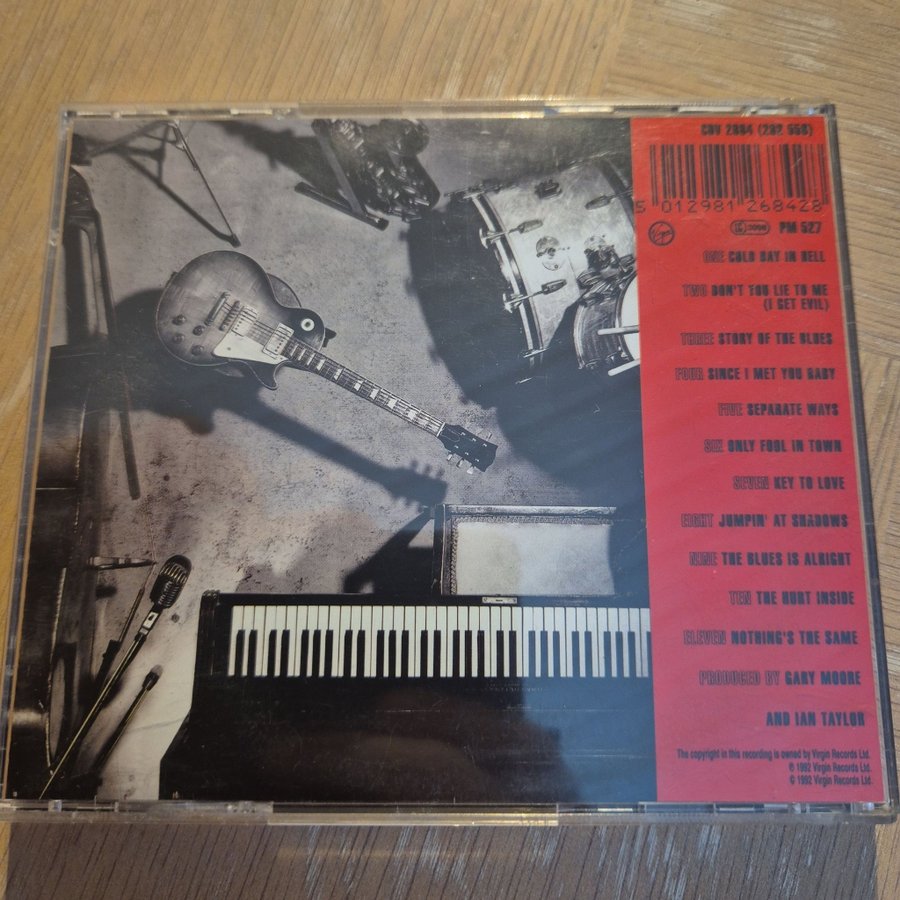 CDV 2684 (262 558)
5 012981 268428
Virgin
PM 527
ONE COLD DAY IN HELL
TWO DON'T YOU LIE TO ME
(I GET EVIL)
THREE STORY OF THE BLUES
FOUR SINCE I MET YOU BABY
FIVE SEPARATE WAYS
SIX ONLY FOOL IN TOWN
SEVEN KEY TO LOVE
EIGHT JUMPIN' AT SHADOWS
NINE THE BLUES IS ALRIGHT
TEN THE HURT INSIDE
ELEVEN NOTHING'S THE SAME
PRODUCED BY GARY MOORE
AND IAN TAYLOR
The copyright in this recording is owned by Virgin Records Ltd.
℗ 1992 Virgin Records Ltd.
© 1992 Virgin Records Ltd.